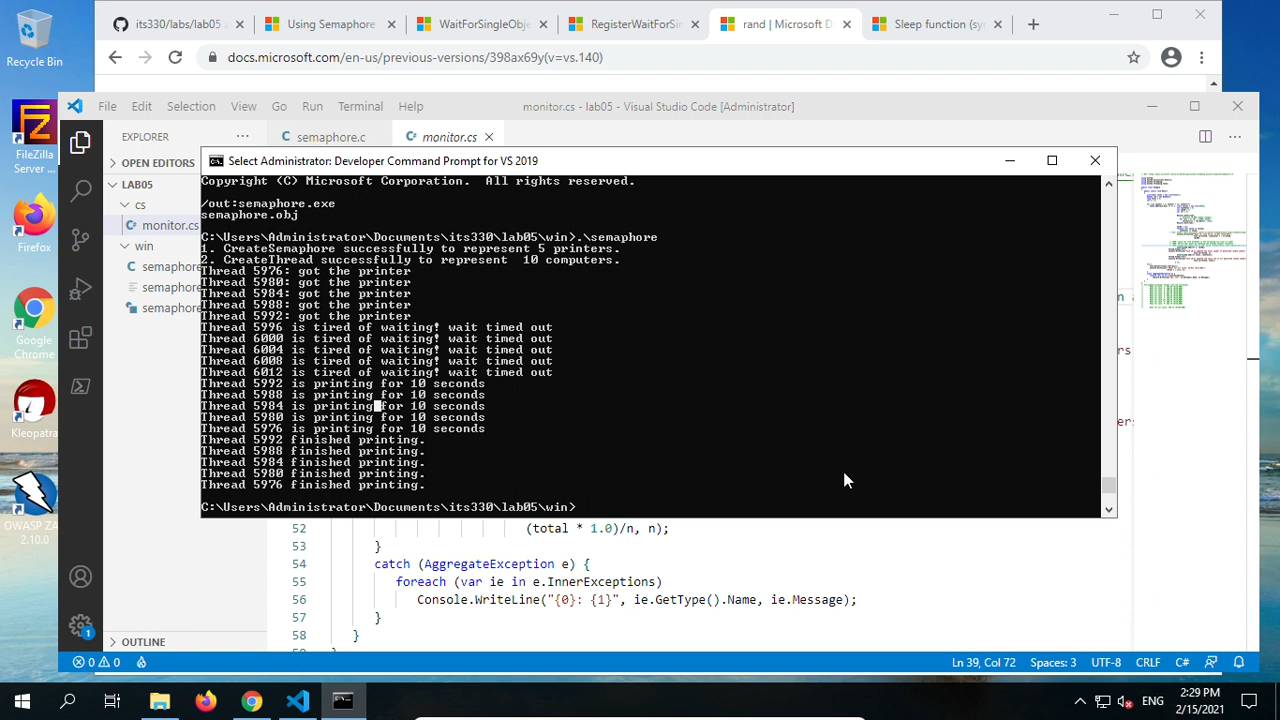 Recycle Bin
FileZilla
Server ...
Firefox
Google
Chrome
Kleopatra
OWASP ZA
2.10.0
its330/labs/lab05
Using Semaphore
WaitForSingleObje
RegisterWaitForSin
rand | Microsoft D
Sleep function (syn
docs.microsoft.com/en-us/previous-versions/398ax69y(v=vs.140)
File Edit Selection View Go Run Terminal Help
monitor.cs - lab05 - Visual Studio Code [Administrator]
EXPLORER
OPEN EDITORS
LAB05
cs
monitor.cs
win
semaphore
semaphore
semaphore
OUTLINE
semaphore.c
monitor.cs
Select Administrator: Developer Command Prompt for VS 2019
Copyright (C) Microsoft Corporation. all rights reserved.
/out:semaphore.exe
semaphore.obj
C:\Users\Administrator\Documents\its330\lab05\win>.\semaphore
1. CreateSemaphore successfully to represent 5 printers.
2. CreateSemaphore successfully to represent 10 computers.
Thread 5976: got the printer
Thread 5980: got the printer
Thread 5984: got the printer
Thread 5988: got the printer
Thread 5992: got the printer
Thread 5996 is tired of waiting! wait timed out
Thread 6000 is tired of waiting! wait timed out
Thread 6004 is tired of waiting! wait timed out
Thread 6008 is tired of waiting! wait timed out
Thread 6012 is tired of waiting! wait timed out
Thread 5992 is printing for 10 seconds
Thread 5988 is printing for 10 seconds
Thread 5984 is printing for 10 seconds
Thread 5980 is printing for 10 seconds
Thread 5976 is printing for 10 seconds
Thread 5992 finished printing.
Thread 5988 finished printing.
Thread 5984 finished printing.
Thread 5980 finished printing.
Thread 5976 finished printing.
C:\Users\Administrator\Documents\its330\lab05\win>
52 (total * 1.0)/n, n);
53 }
54 catch (AggregateException e) {
55 foreach (var ie in e.InnerExceptions)
56 Console.WriteLine("{0}: {1}", ie.GetType().Name, ie.Message);
57 }
58 }
0 0
Ln 39, Col 72 Spaces: 3 UTF-8 CRLF C#
1
ENG
2:29 PM
2/15/2021